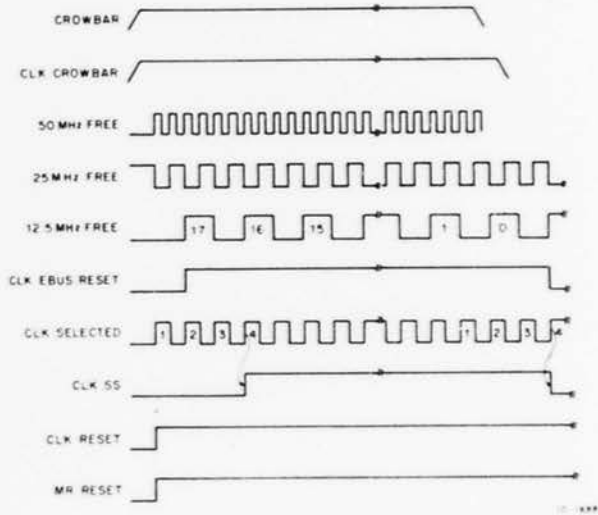 CROWBAR
CLK CROWBAR
50 MHz FREE
25 MHz FREE
12.5 MHz FREE 17 16 15 1 0
CLK EBUS RESET
CLK SELECTED 1 2 3 4 1 2 3 4
CLK SS
CLK RESET
MR RESET